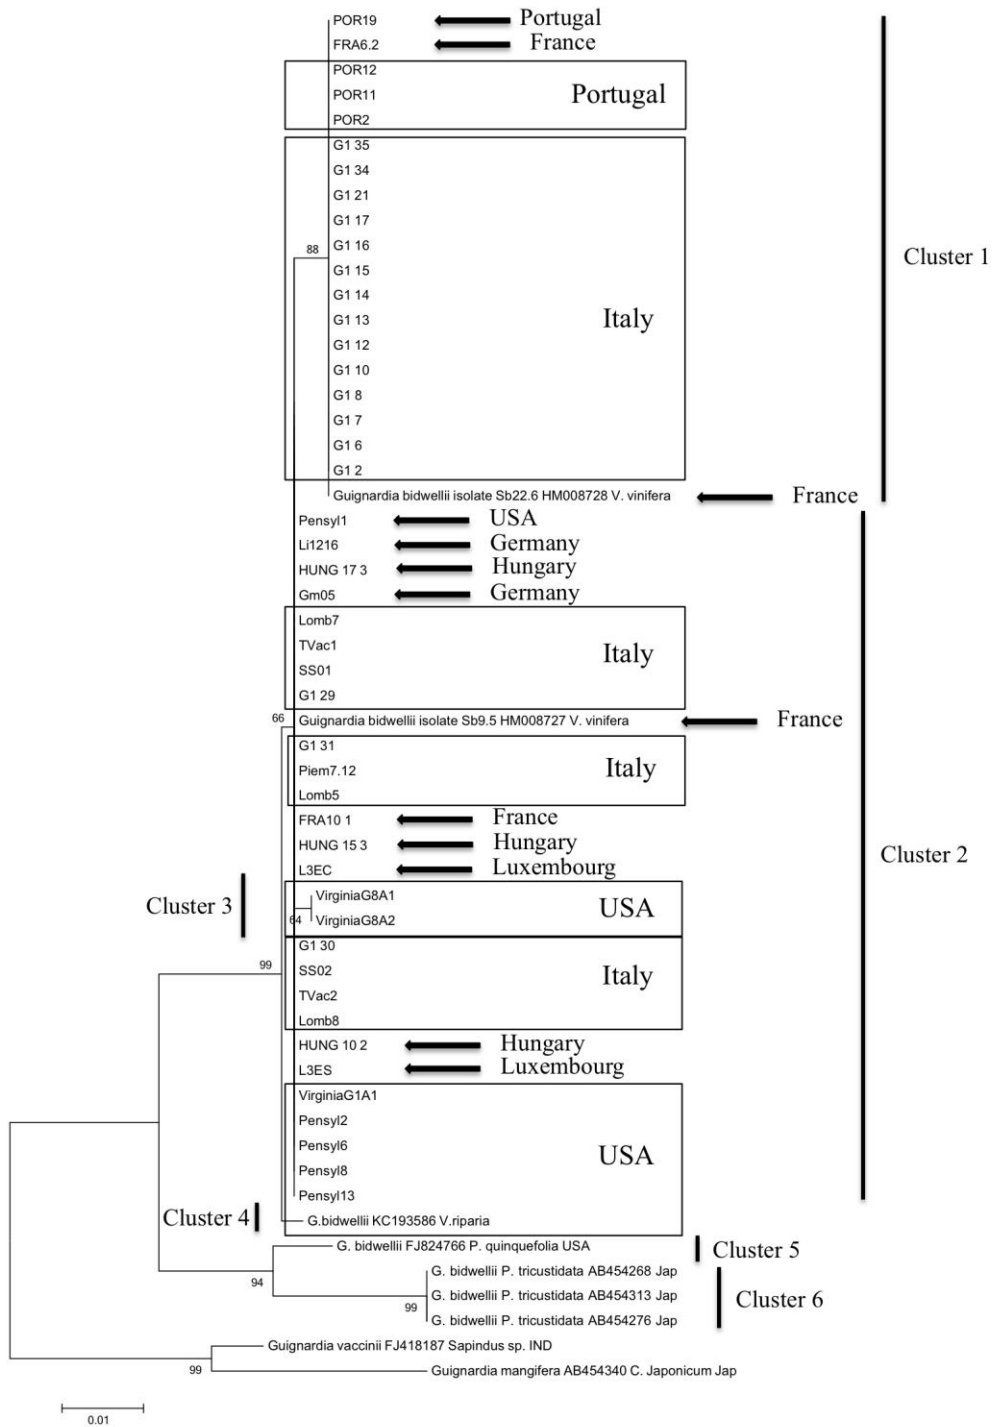 POR19 Portugal
FRA6.2 France
POR12
POR11 Portugal
POR2
G1 35
G1 34
G1 21
G1 17
G1 16
88 Cluster 1
G1 15
G1 14
G1 13 Italy
G1 12
G1 10
G1 8
G1 7
G1 6
G1 2
Guignardia bidwellii isolate Sb22.6 HM008728 V. vinifera France
Pensyl1 USA
Li1216 Germany
HUNG 17 3 Hungary
Gm05 Germany
Lomb7
TVac1 Italy
SS01
G1 29
66 Guignardia bidwellii isolate Sb9.5 HM008727 V. vinifera France
G1 31
Piem7.12 Italy
Lomb5
FRA10 1 France
HUNG 15 3 Hungary
Cluster 2
L3EC Luxembourg
VirginiaG8A1
Cluster 3 USA
64 VirginiaG8A2
G1 30
99 SS02 Italy
TVac2
Lomb8
HUNG 10 2 Hungary
L3ES Luxembourg
VirginiaG1A1
Pensyl2
Pensyl6 USA
Pensyl8
Pensyl13
Cluster 4 G.bidwellii KC193586 V.riparia
G. bidwellii FJ824766 P. quinquefolia USA Cluster 5
94 G. bidwellii P. tricustidata AB454268 Jap
G. bidwellii P. tricustidata AB454313 Jap Cluster 6
99 G. bidwellii P. tricustidata AB454276 Jap
Guignardia vaccinii FJ418187 Sapindus sp. IND
99 Guignardia mangifera AB454340 C. Japonicum Jap
0.01